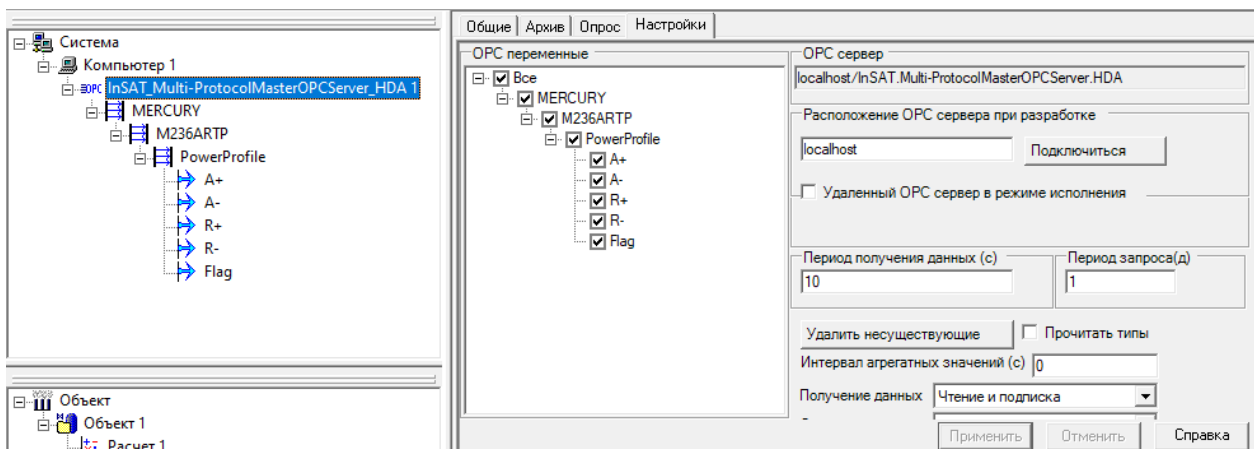 Система
Компьютер 1
InSAT_Multi-ProtocolMasterOPCServer_HDA 1
MERCURY
M236ARTP
PowerProfile
A+
A-
R+
R-
Flag
Объект
Объект 1
Расчет 1
Общие
Архив
Опрос
Настройки
OPC переменные
Все
MERCURY
M236ARTP
PowerProfile
A+
A-
R+
R-
Flag
OPC сервер
localhost/InSAT.Multi-ProtocolMasterOPCServer.HDA
Расположение OPC сервера при разработке
localhost
Подключиться
Удаленный OPC сервер в режиме исполнения
Период получения данных (с)
10
Период запроса(д)
1
Удалить несуществующие
Прочитать типы
Интервал агрегатных значений (с) 0
Получение данных Чтение и подписка
Применить
Отменить
Справка